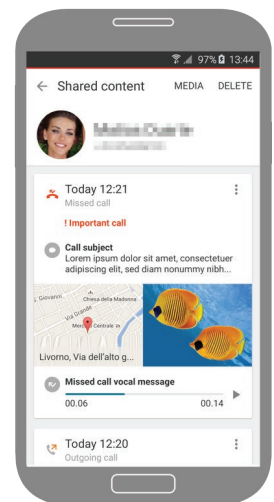 97% 13:44
Shared content MEDIA DELETE
Today 12:21
Missed call
! Important call
Call subject
Lorem ipsum dolor sit amet, consectetuer
adipiscing elit, sed diam nonummy nibh...
Giovanni
Chiesa della Madonna
Via Grande
Centrale
Livorno, Via dell'alto g...
Missed call vocal message
00.06 00.14
Today 12:20
Outgoing call